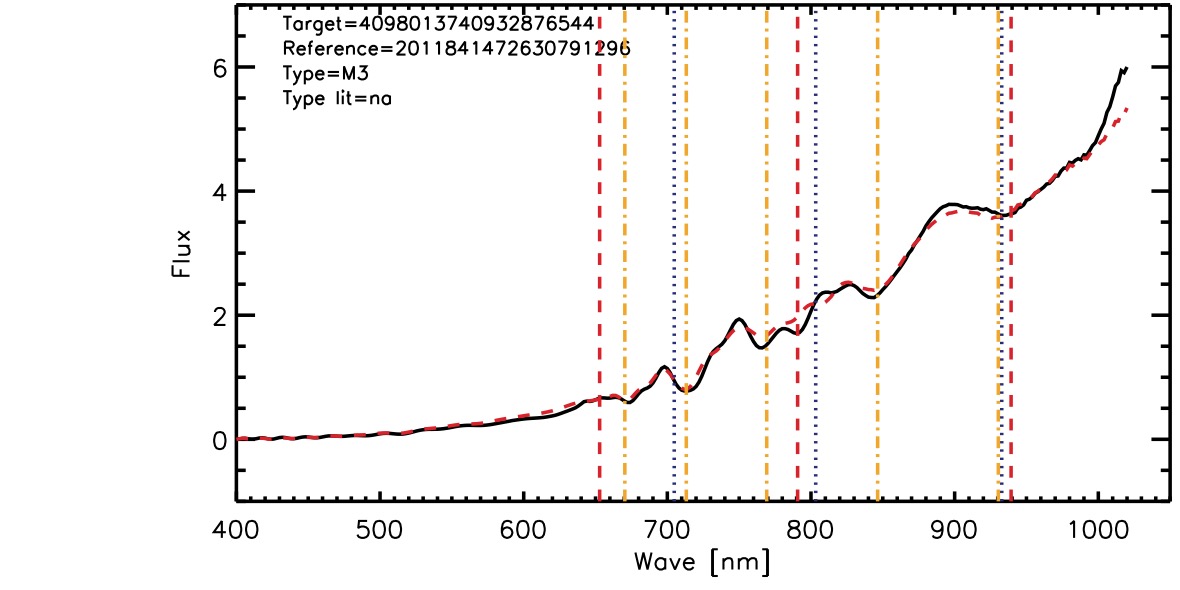 Target=4098013740932876544
Reference=2011841472630791296
Type=M3
Type lit=na
6
4
2
0
Flux
400 500 600 700 800 900 1000
Wave [nm]